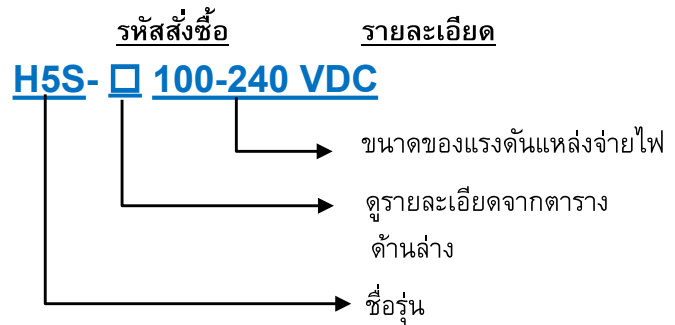 รหัสสั่งซื้อ รายละเอียด
H5S- □ 100-240 VDC
ขนาดของแรงดันแหล่งจ่ายไฟ
ดูรายละเอียดจากตาราง
ด้านล่าง
ชื่อรุ่น